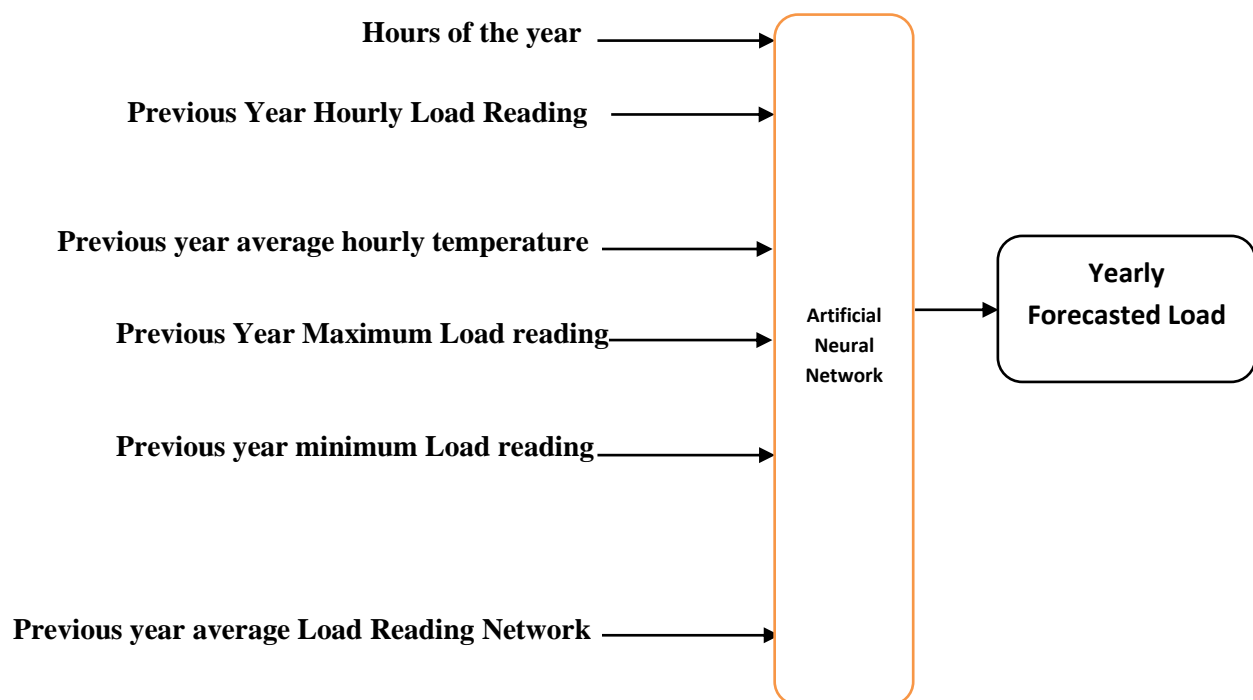 Hours of the year
Previous Year Hourly Load Reading
Previous year average hourly temperature
Previous Year Maximum Load reading
Previous year minimum Load reading
Previous year average Load Reading Network
Artificial
Neural
Network
Yearly
Forecasted Load